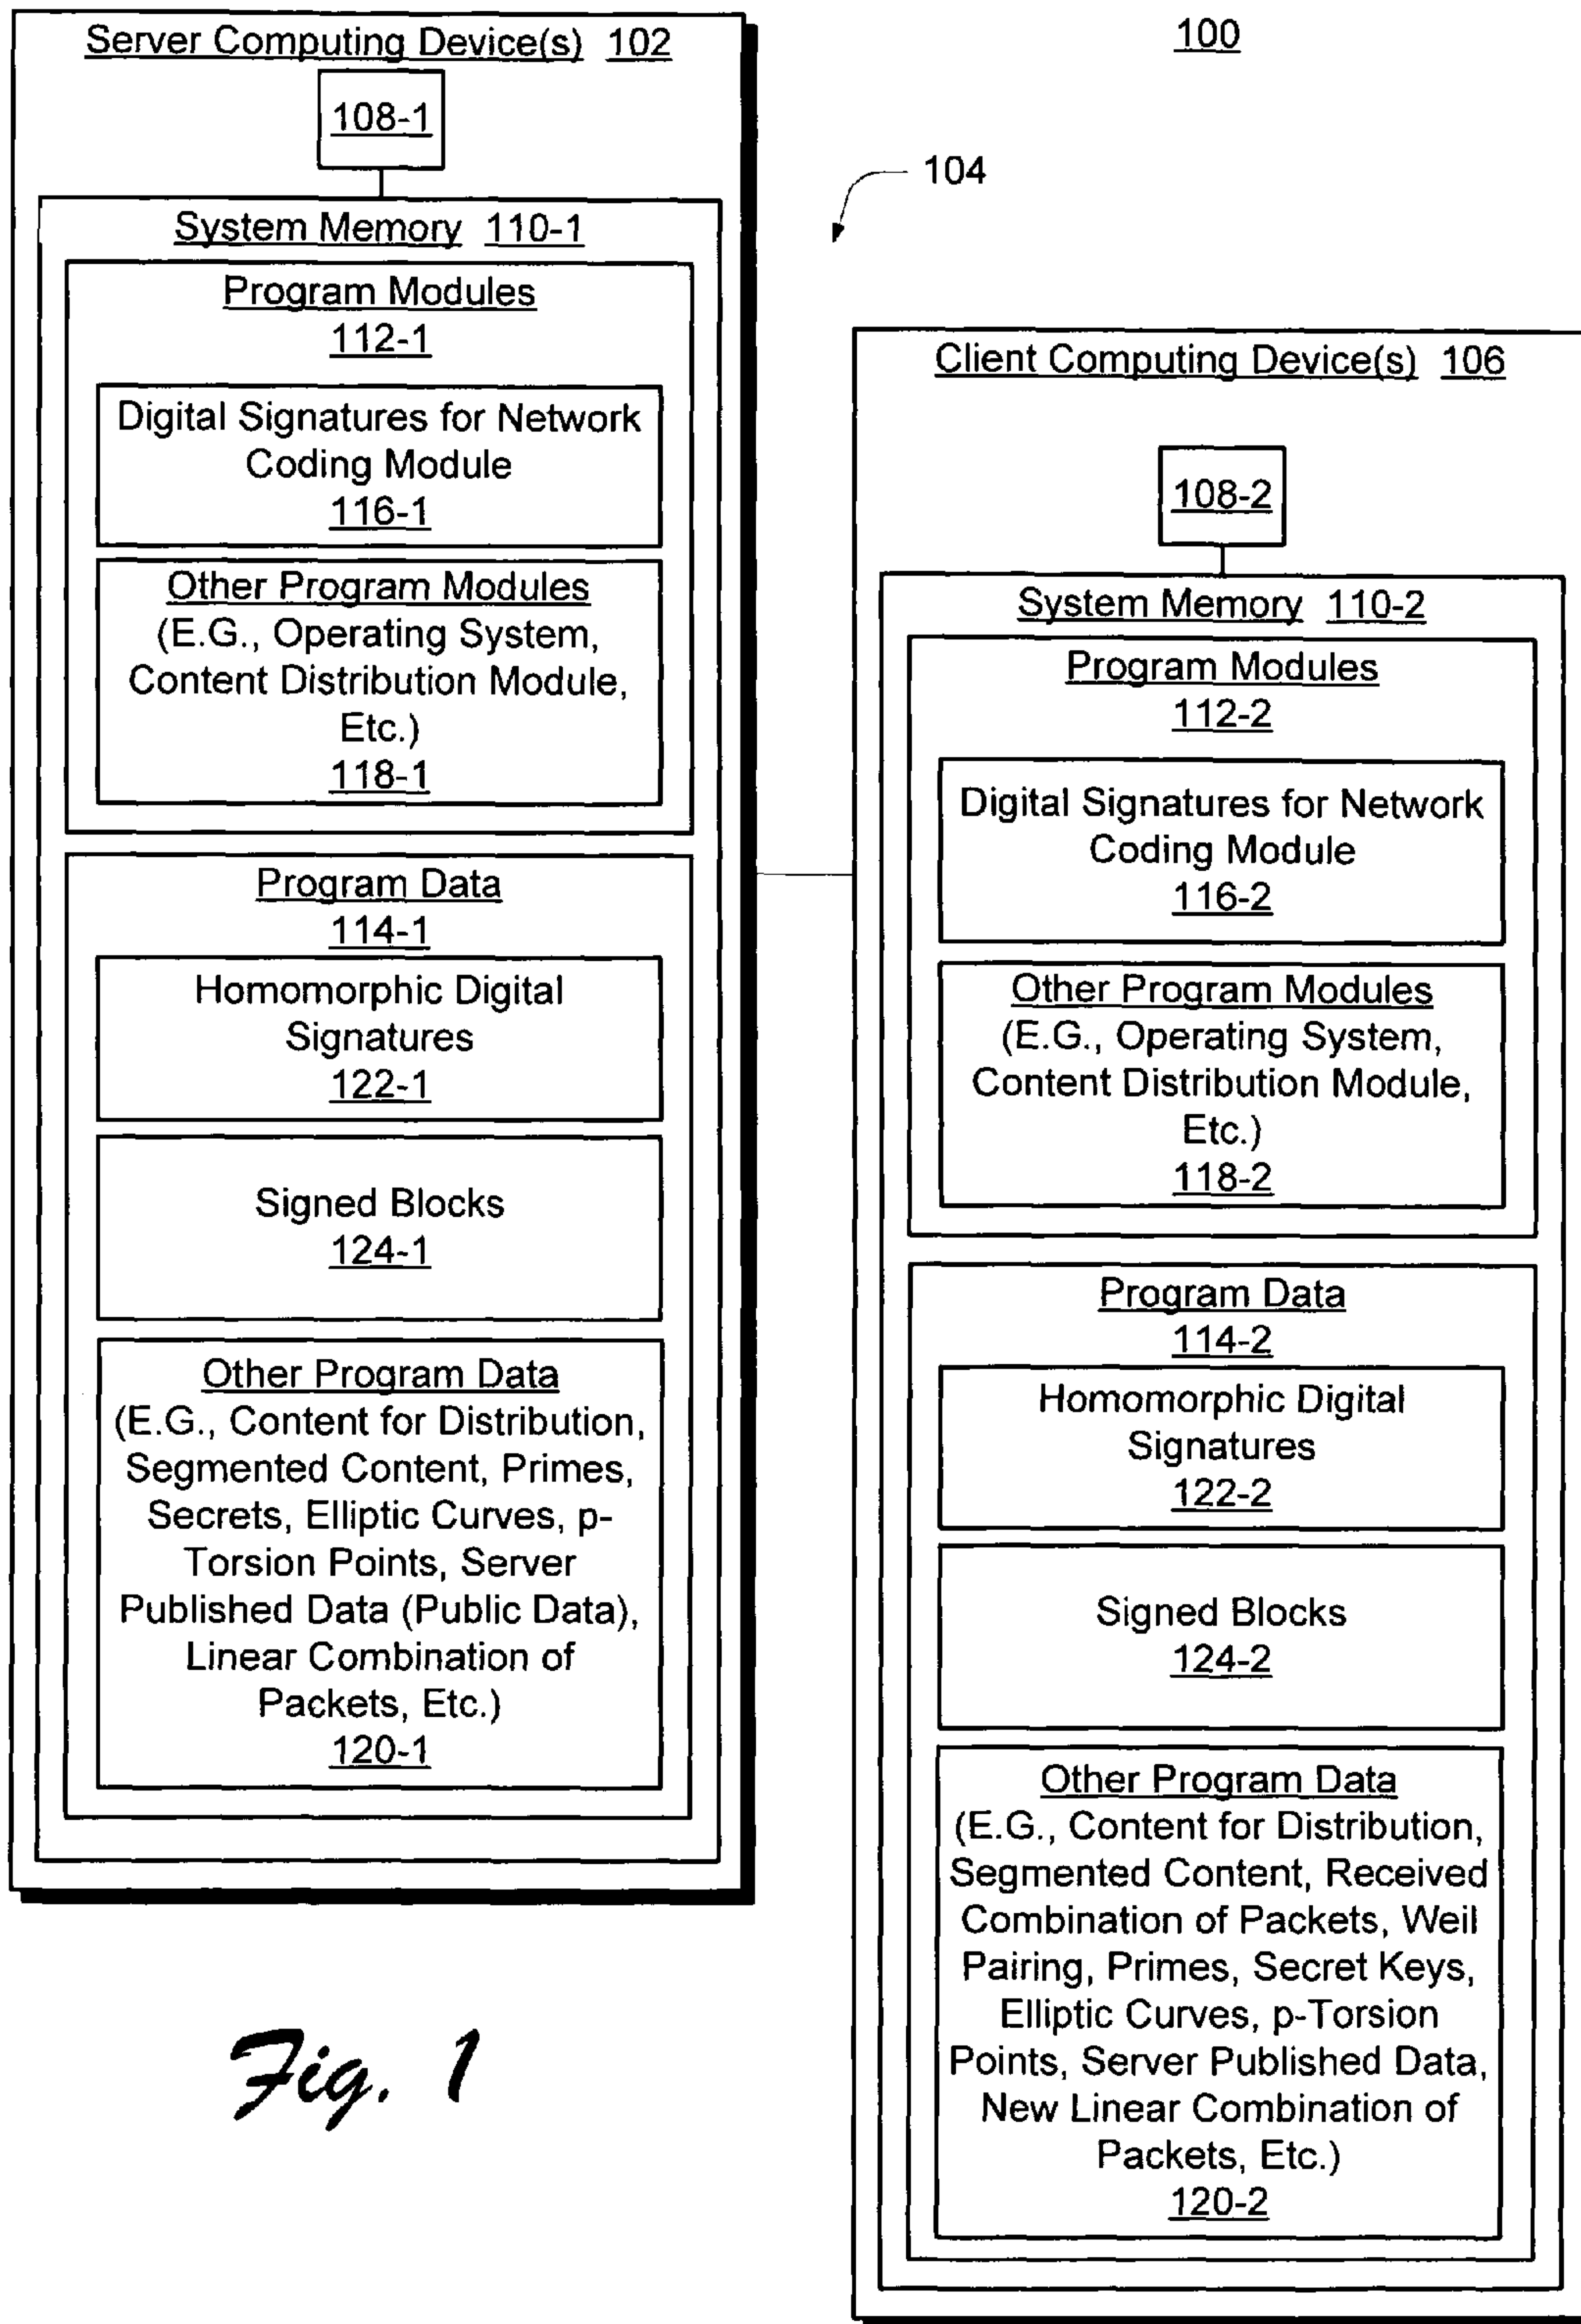 Server Computing Device(s) 102
108-1
System Memory 110-1
Program Modules
112-1
Digital Signatures for Network
Coding Module
116-1
Other Program Modules
(E.G., Operating System,
Content Distribution Module,
Etc.)
118-1
Program Data
114-1
Homomorphic Digital
Signatures
122-1
Signed Blocks
124-1
Other Program Data
(E.G., Content for Distribution,
Segmented Content, Primes,
Secrets, Elliptic Curves, p-
Torsion Points, Server
Published Data (Public Data),
Linear Combination of
Packets, Etc.)
120-1
100
104
Client Computing Device(s) 106
108-2
System Memory 110-2
Program Modules
112-2
Digital Signatures for Network
Coding Module
116-2
Other Program Modules
(E.G., Operating System,
Content Distribution Module,
Etc.)
118-2
Program Data
114-2
Homomorphic Digital
Signatures
122-2
Signed Blocks
124-2
Other Program Data
(E.G., Content for Distribution,
Segmented Content, Received
Combination of Packets, Weil
Pairing, Primes, Secret Keys,
Elliptic Curves, p-Torsion
Points, Server Published Data,
New Linear Combination of
Packets, Etc.)
120-2
Fig. 1